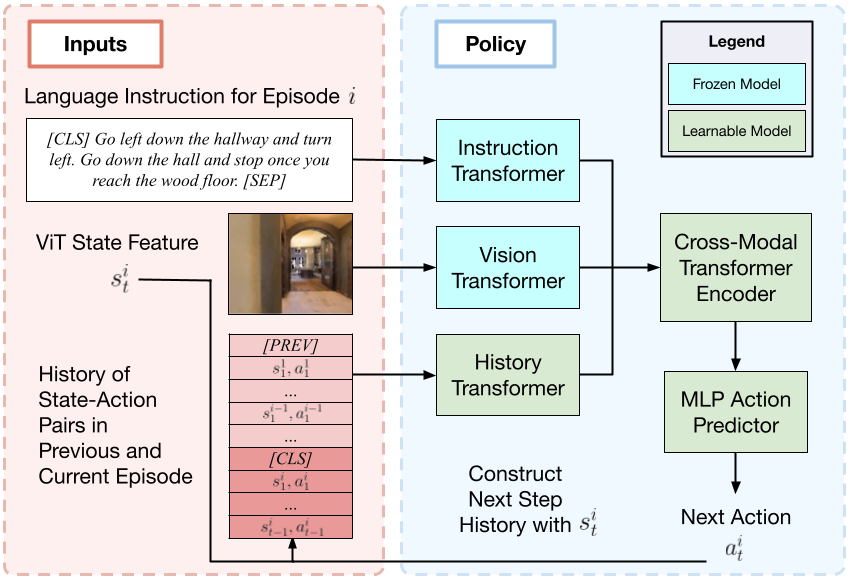 Inputs
Language Instruction for Episode i
[CLS] Go left down the hallway and turn
left. Go down the hall and stop once you
reach the wood floor. [SEP]
ViT State Feature
s_t^i
History of
State-Action
Pairs in
Previous and
Current Episode
[PREV]
s_1^1, a_1^1
...
s_1^{i-1}, a_1^{i-1}
...
[CLS]
s_1^i, a_1^i
...
s_{t-1}^i, a_{t-1}^i
Policy
Legend
Frozen Model
Learnable Model
Instruction
Transformer
Vision
Transformer
History
Transformer
Cross-Modal
Transformer
Encoder
MLP Action
Predictor
Construct
Next Step
History with s_t^i
Next Action
a_t^i